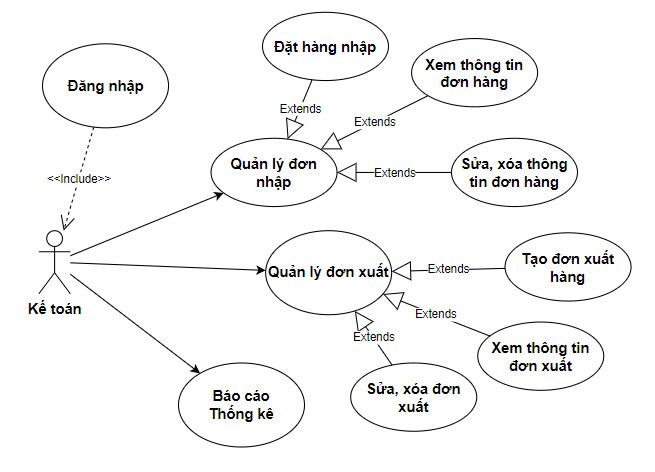 Đặt hàng nhập
Xem thông tin
đơn hàng
Đăng nhập
Extends
Extends
<<Include>>
Quản lý đơn
nhập
Extends
Sửa, xóa thông
tin đơn hàng
Kế toán
Quản lý đơn xuất
Extends
Tạo đơn xuất
hàng
Extends
Extends
Xem thông tin
đơn xuất
Báo cáo
Thống kê
Sửa, xóa đơn
xuất